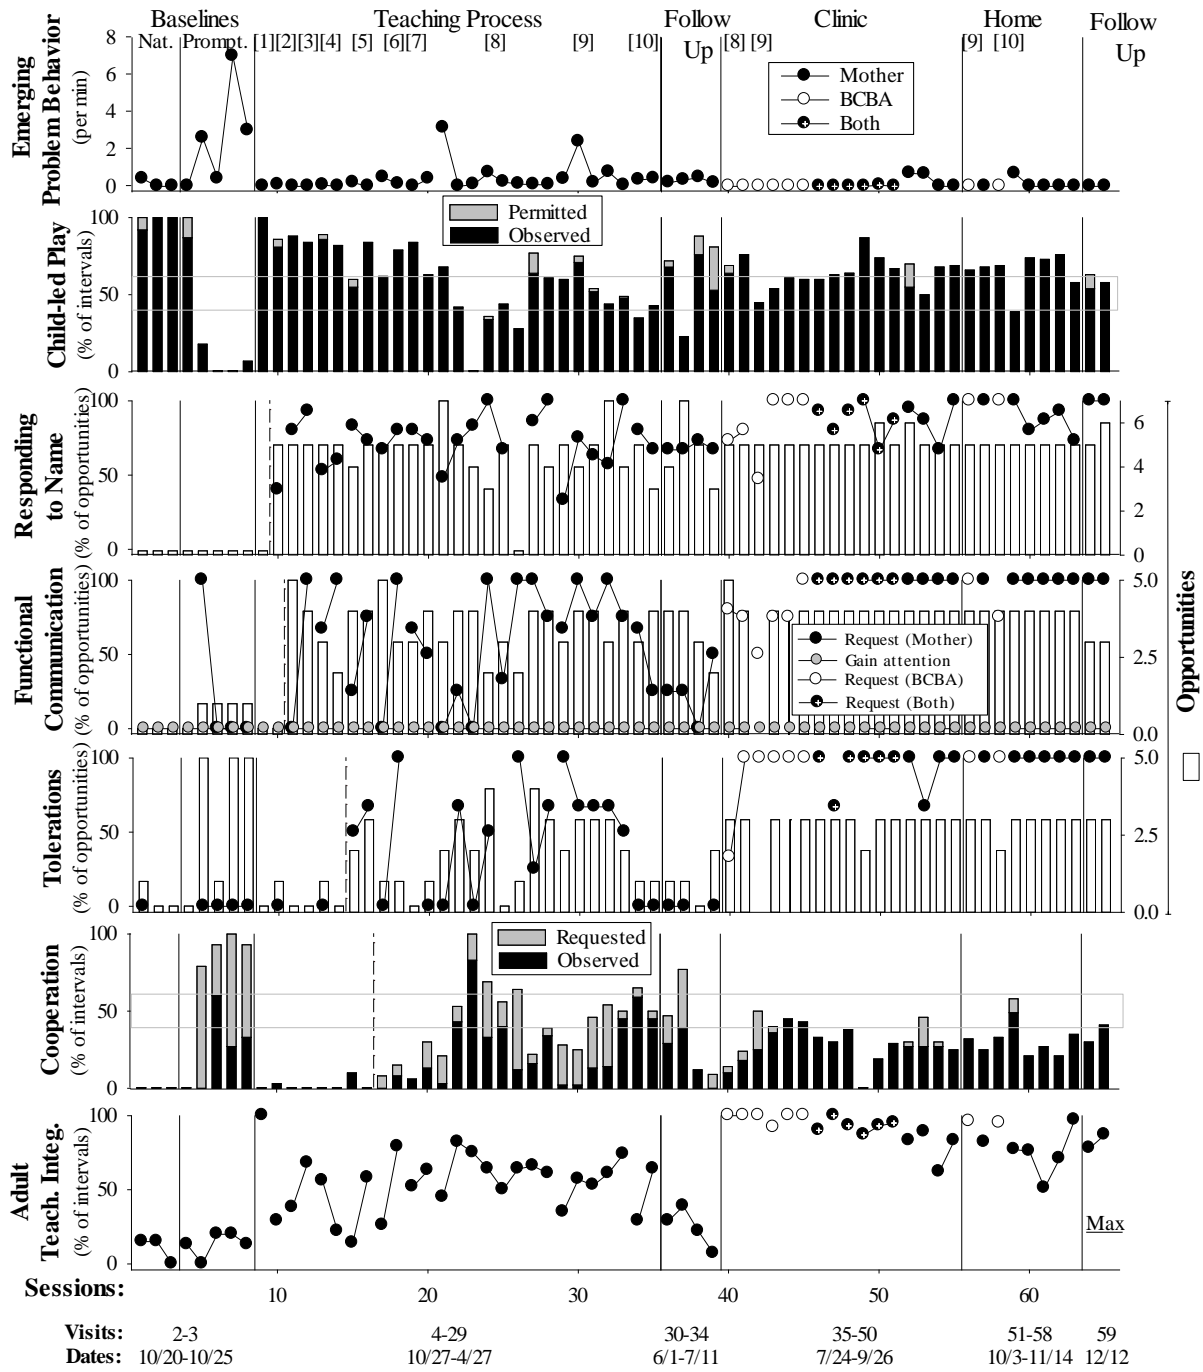 Baselines Teaching Process Follow Up Clinic Home Follow Up
Nat. Prompt. [1] [2] [3] [4] [5] [6] [7] [8] [9] [10] [8] [9] [9] [10]
Emerging Problem Behavior
(per min)
8
6
4
2
0
Mother
BCBA
Both
Child-led Play
(% of intervals)
100
50
0
Permitted
Observed
Responding to Name
(% of opportunities)
100
50
0
6
4
2
0
Functional Communication
(% of opportunities)
100
50
0
5.0
2.5
0.0
Request (Mother)
Gain attention
Request (BCBA)
Request (Both)
Opportunities
Tolerations
(% of opportunities)
100
50
0
5.0
2.5
0.0
Cooperation
(% of intervals)
100
50
0
Requested
Observed
Adult Teach. Integ.
(% of intervals)
100
50
0
Max
Sessions: 10 20 30 40 50 60
Visits: 2-3 4-29 30-34 35-50 51-58 59
Dates: 10/20-10/25 10/27-4/27 6/1-7/11 7/24-9/26 10/3-11/14 12/12